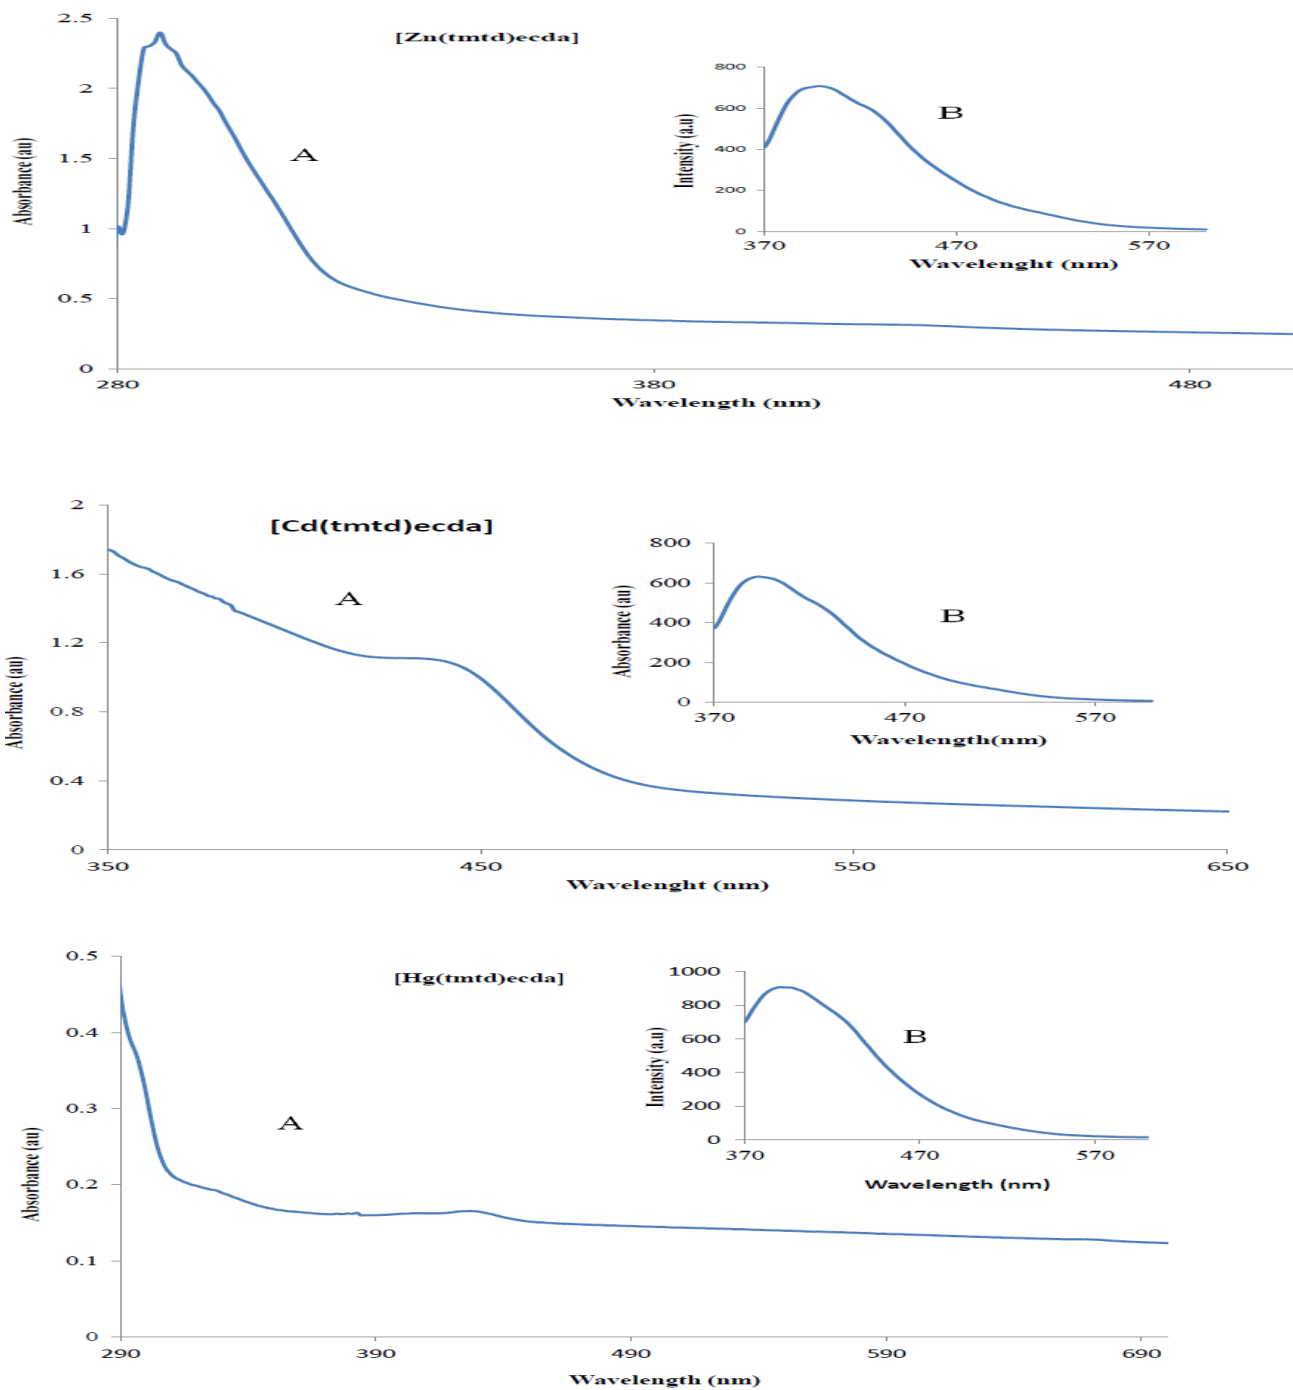 [Zn(tmtd)ecda]
2.5
2
1.5
1
0.5
0
Absorbance (au)
A
280
380
480
Wavelength (nm)
800
600
400
200
0
Intensity (a.u)
B
370
470
570
Wavelenght (nm)
[Cd(tmtd)ecda]
2
1.6
1.2
0.8
0.4
0
Absorbance (au)
A
350
450
550
650
Wavelenght (nm)
800
600
400
200
0
Absorbance (au)
B
370
470
570
Wavelength(nm)
[Hg(tmtd)ecda]
0.5
0.4
0.3
0.2
0.1
0
Absorbance (au)
A
290
390
490
590
690
Wavelength (nm)
1000
800
600
400
200
0
Intensity (a.u)
B
370
470
570
Wavelength (nm)